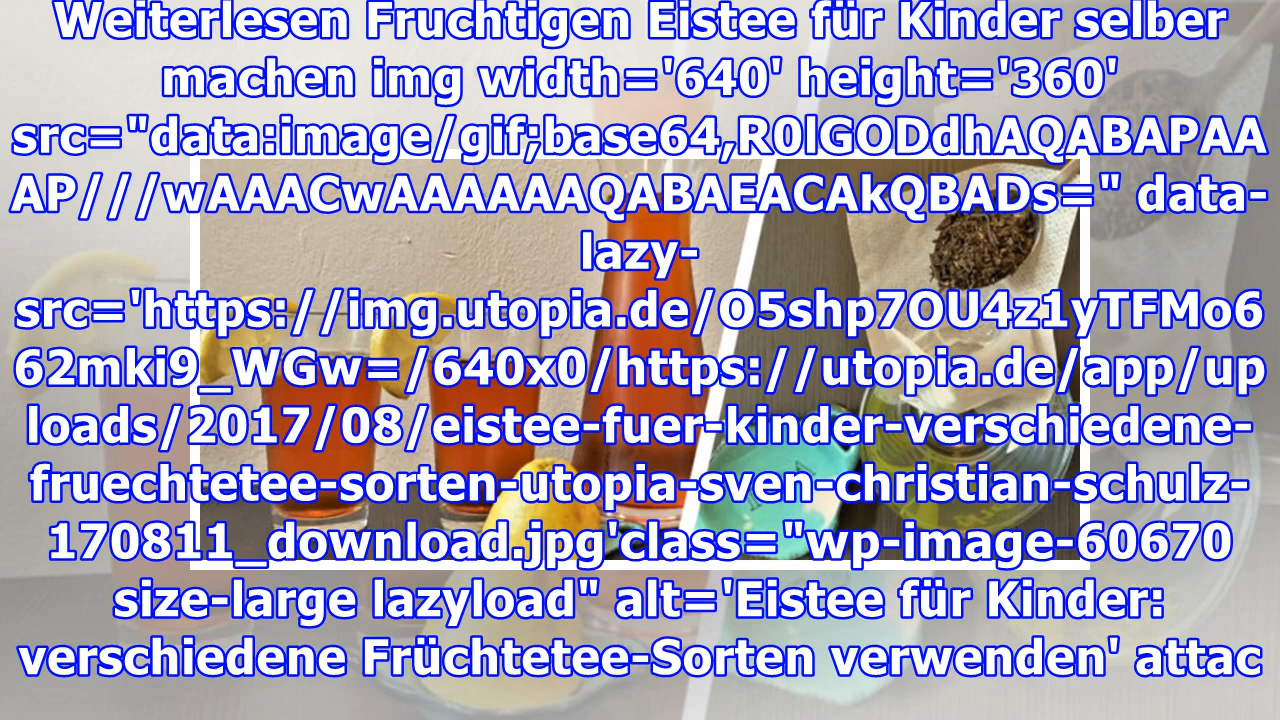 Weiterlesen Fruchtigen Eistee für Kinder selber
machen img width='640' height='360'
src="data:image/gif;base64,R0lGODdhAQABAPAA
AP///wAAACwAAAAAAQABAEACAkQBADs=" data-
lazy-
src='https://img.utopia.de/O5shp7OU4z1yTFMo6
62mki9_WGw=/640x0/https://utopia.de/app/up
loads/2017/08/eistee-fuer-kinder-verschiedene-
fruechtetee-sorten-utopia-sven-christian-schulz-
170811_download.jpg'class="wp-image-60670
size-large lazyload" alt='Eistee für Kinder:
verschiedene Früchtetee-Sorten verwenden' attac